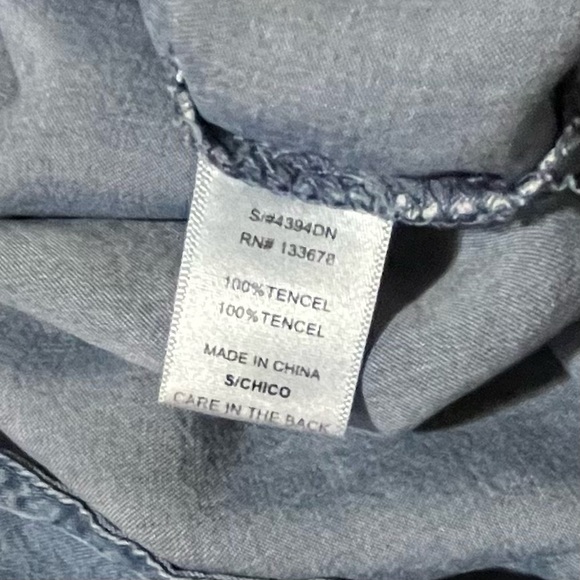 S/#4394DN
RN# 133678
100%TENCEL
100%TENCEL
MADE IN CHINA
S/CHICO
CARE IN THE BACK